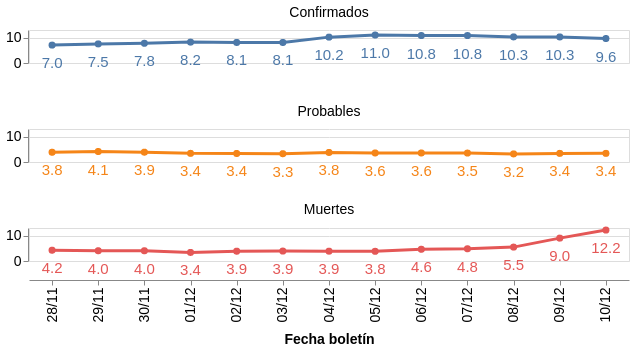 Confirmados
10
0
7.0 7.5 7.8 8.2 8.1 8.1 10.2 11.0 10.8 10.8 10.3 10.3 9.6
Probables
10
0
3.8 4.1 3.9 3.4 3.4 3.3 3.8 3.6 3.6 3.5 3.2 3.4 3.4
Muertes
10
0
4.2 4.0 4.0 3.4 3.9 3.9 3.9 3.8 4.6 4.8 5.5 9.0 12.2
28/11 29/11 30/11 01/12 02/12 03/12 04/12 05/12 06/12 07/12 08/12 09/12 10/12
Fecha boletín